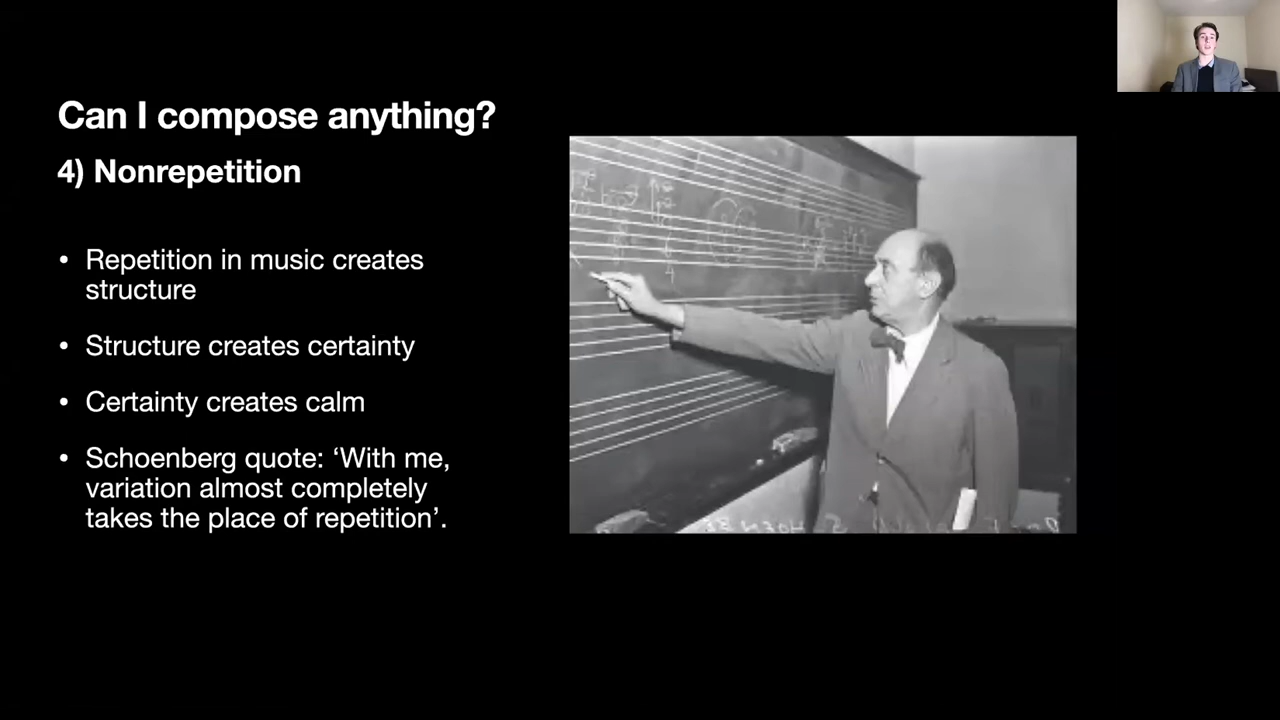 Can I compose anything?
4) Nonrepetition
• Repetition in music creates
structure
• Structure creates certainty
• Certainty creates calm
• Schoenberg quote: ‘With me,
variation almost completely
takes the place of repetition’.